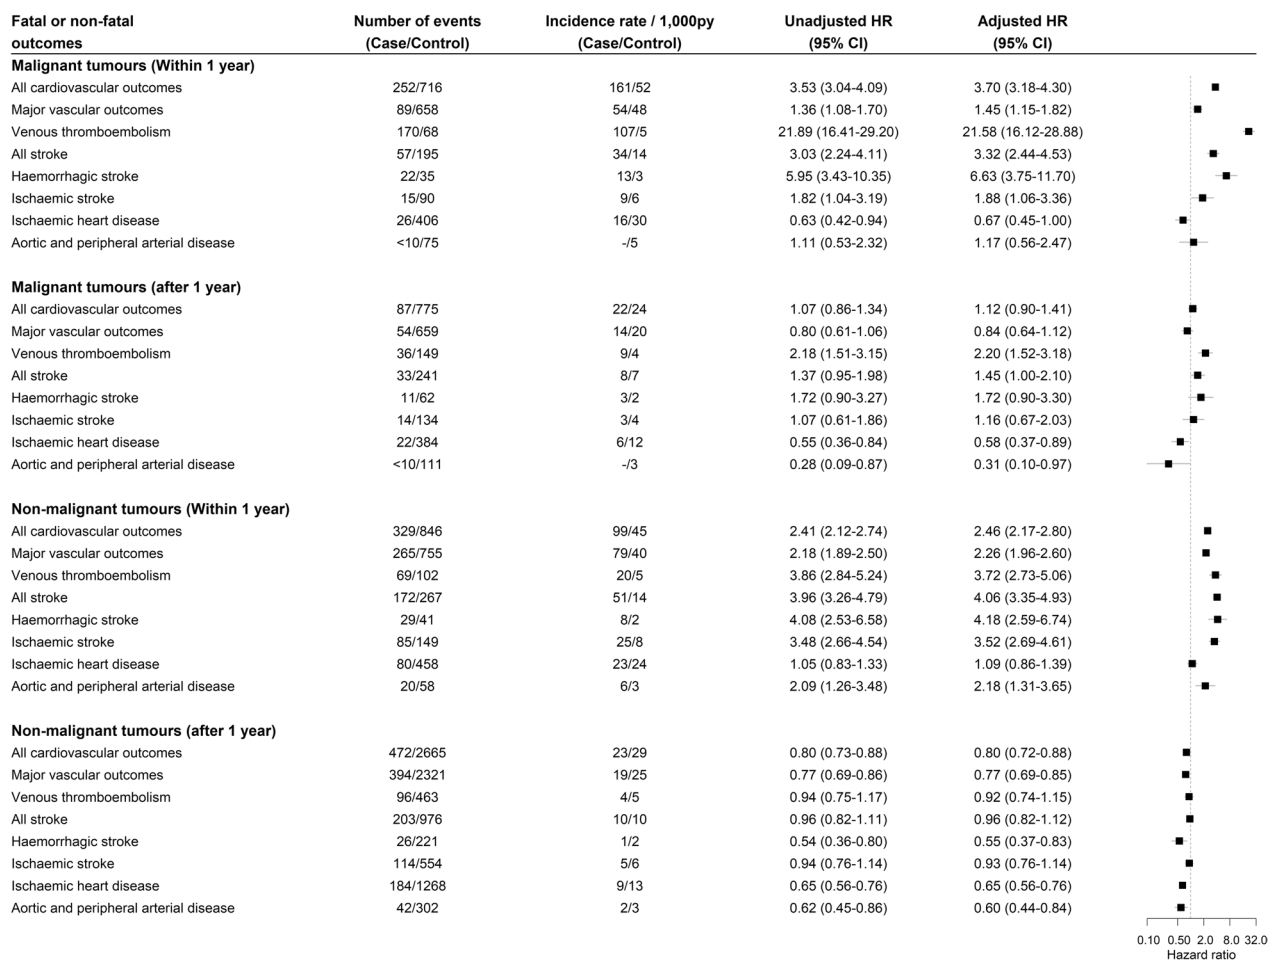 Fatal or non-fatal outcomes Number of events (Case/Control) Incidence rate / 1,000py (Case/Control) Unadjusted HR (95% CI) Adjusted HR (95% CI)
Malignant tumours (Within 1 year)
All cardiovascular outcomes 252/716 161/52 3.53 (3.04-4.09) 3.70 (3.18-4.30)
Major vascular outcomes 89/658 54/48 1.36 (1.08-1.70) 1.45 (1.15-1.82)
Venous thromboembolism 170/68 107/5 21.89 (16.41-29.20) 21.58 (16.12-28.88)
All stroke 57/195 34/14 3.03 (2.24-4.11) 3.32 (2.44-4.53)
Haemorrhagic stroke 22/35 13/3 5.95 (3.43-10.35) 6.63 (3.75-11.70)
Ischaemic stroke 15/90 9/6 1.82 (1.04-3.19) 1.88 (1.06-3.36)
Ischaemic heart disease 26/406 16/30 0.63 (0.42-0.94) 0.67 (0.45-1.00)
Aortic and peripheral arterial disease <10/75 -/5 1.11 (0.53-2.32) 1.17 (0.56-2.47)
Malignant tumours (after 1 year)
All cardiovascular outcomes 87/775 22/24 1.07 (0.86-1.34) 1.12 (0.90-1.41)
Major vascular outcomes 54/659 14/20 0.80 (0.61-1.06) 0.84 (0.64-1.12)
Venous thromboembolism 36/149 9/4 2.18 (1.51-3.15) 2.20 (1.52-3.18)
All stroke 33/241 8/7 1.37 (0.95-1.98) 1.45 (1.00-2.10)
Haemorrhagic stroke 11/62 3/2 1.72 (0.90-3.27) 1.72 (0.90-3.30)
Ischaemic stroke 14/134 3/4 1.07 (0.61-1.86) 1.16 (0.67-2.03)
Ischaemic heart disease 22/384 6/12 0.55 (0.36-0.84) 0.58 (0.37-0.89)
Aortic and peripheral arterial disease <10/111 -/3 0.28 (0.09-0.87) 0.31 (0.10-0.97)
Non-malignant tumours (Within 1 year)
All cardiovascular outcomes 329/846 99/45 2.41 (2.12-2.74) 2.46 (2.17-2.80)
Major vascular outcomes 265/755 79/40 2.18 (1.89-2.50) 2.26 (1.96-2.60)
Venous thromboembolism 69/102 20/5 3.86 (2.84-5.24) 3.72 (2.73-5.06)
All stroke 172/267 51/14 3.96 (3.26-4.79) 4.06 (3.35-4.93)
Haemorrhagic stroke 29/41 8/2 4.08 (2.53-6.58) 4.18 (2.59-6.74)
Ischaemic stroke 85/149 25/8 3.48 (2.66-4.54) 3.52 (2.69-4.61)
Ischaemic heart disease 80/458 23/24 1.05 (0.83-1.33) 1.09 (0.86-1.39)
Aortic and peripheral arterial disease 20/58 6/3 2.09 (1.26-3.48) 2.18 (1.31-3.65)
Non-malignant tumours (after 1 year)
All cardiovascular outcomes 472/2665 23/29 0.80 (0.73-0.88) 0.80 (0.72-0.88)
Major vascular outcomes 394/2321 19/25 0.77 (0.69-0.86) 0.77 (0.69-0.85)
Venous thromboembolism 96/463 4/5 0.94 (0.75-1.17) 0.92 (0.74-1.15)
All stroke 203/976 10/10 0.96 (0.82-1.11) 0.96 (0.82-1.12)
Haemorrhagic stroke 26/221 1/2 0.54 (0.36-0.80) 0.55 (0.37-0.83)
Ischaemic stroke 114/554 5/6 0.94 (0.76-1.14) 0.93 (0.76-1.14)
Ischaemic heart disease 184/1268 9/13 0.65 (0.56-0.76) 0.65 (0.56-0.76)
Aortic and peripheral arterial disease 42/302 2/3 0.62 (0.45-0.86) 0.60 (0.44-0.84)
0.10 0.50 2.0 8.0 32.0
Hazard ratio